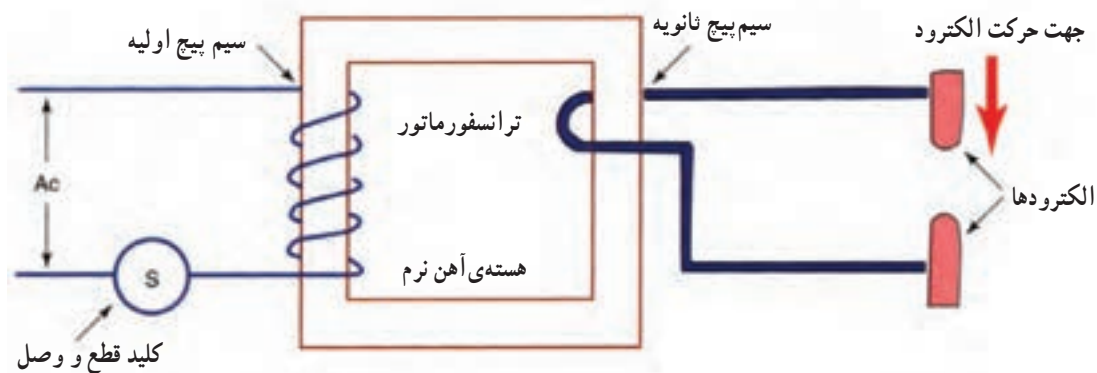 جهت حرکت الکترود
سیم‌پیچ ثانویه
سیم پیچ اولیه
ترانسفورماتور
Ac
الکترودها
هسته‌ی آهن نرم
S
کلید قطع و وصل